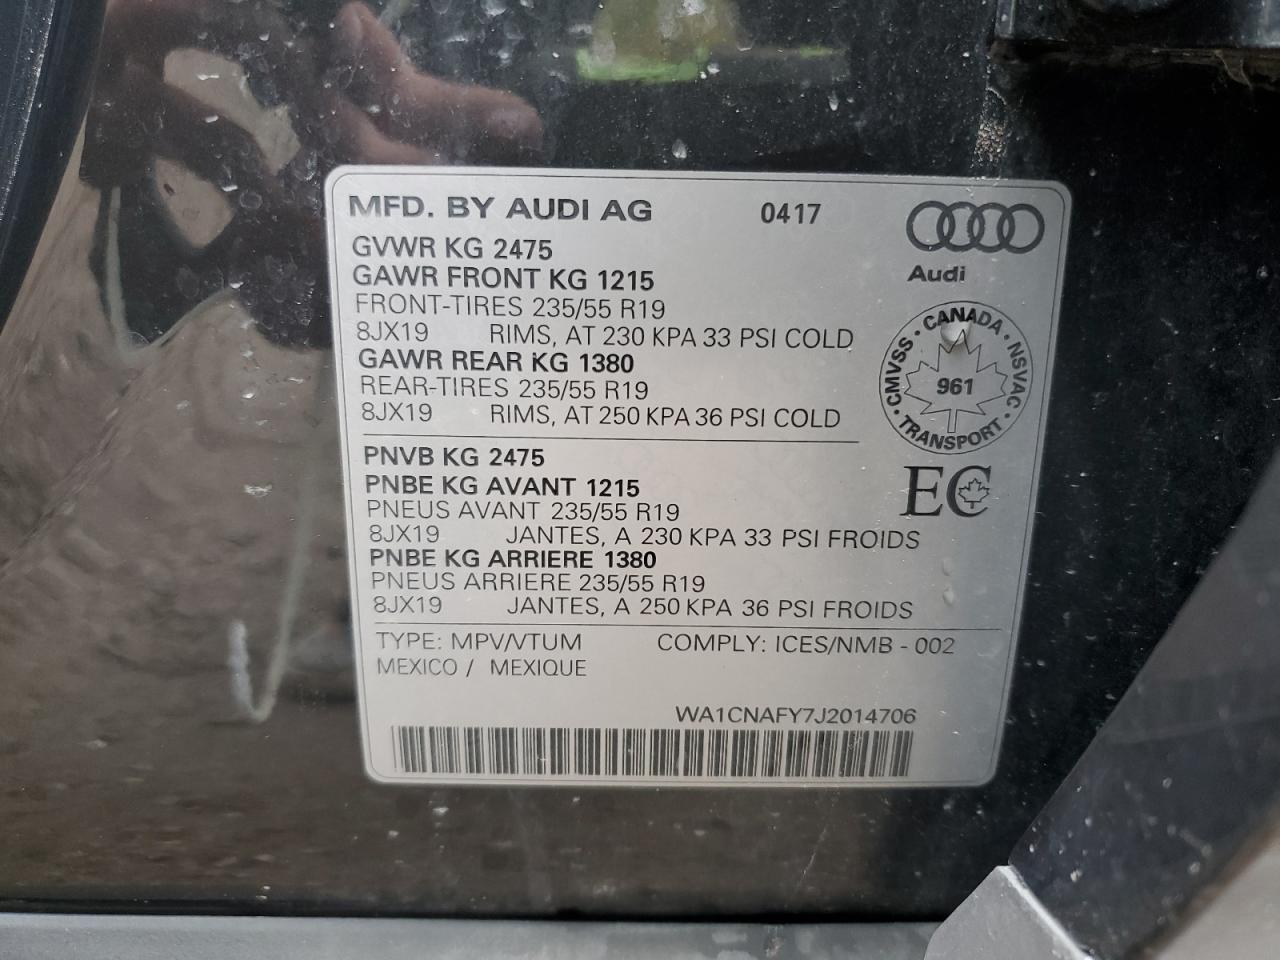 MFD. BY AUDI AG 0417
GVWR KG 2475
GAWR FRONT KG 1215
FRONT-TIRES 235/55 R19
8JX19 RIMS, AT 230 KPA 33 PSI COLD
GAWR REAR KG 1380
REAR-TIRES 235/55 R19
8JX19 RIMS, AT 250 KPA 36 PSI COLD
Audi
CMVSS · CANADA · NSVAC · TRANSPORT ·
961
EC
PNVB KG 2475
PNBE KG AVANT 1215
PNEUS AVANT 235/55 R19
8JX19 JANTES, A 230 KPA 33 PSI FROIDS
PNBE KG ARRIERE 1380
PNEUS ARRIERE 235/55 R19
8JX19 JANTES, A 250 KPA 36 PSI FROIDS
TYPE: MPV/VTUM COMPLY: ICES/NMB - 002
MEXICO / MEXIQUE
WA1CNAFY7J2014706